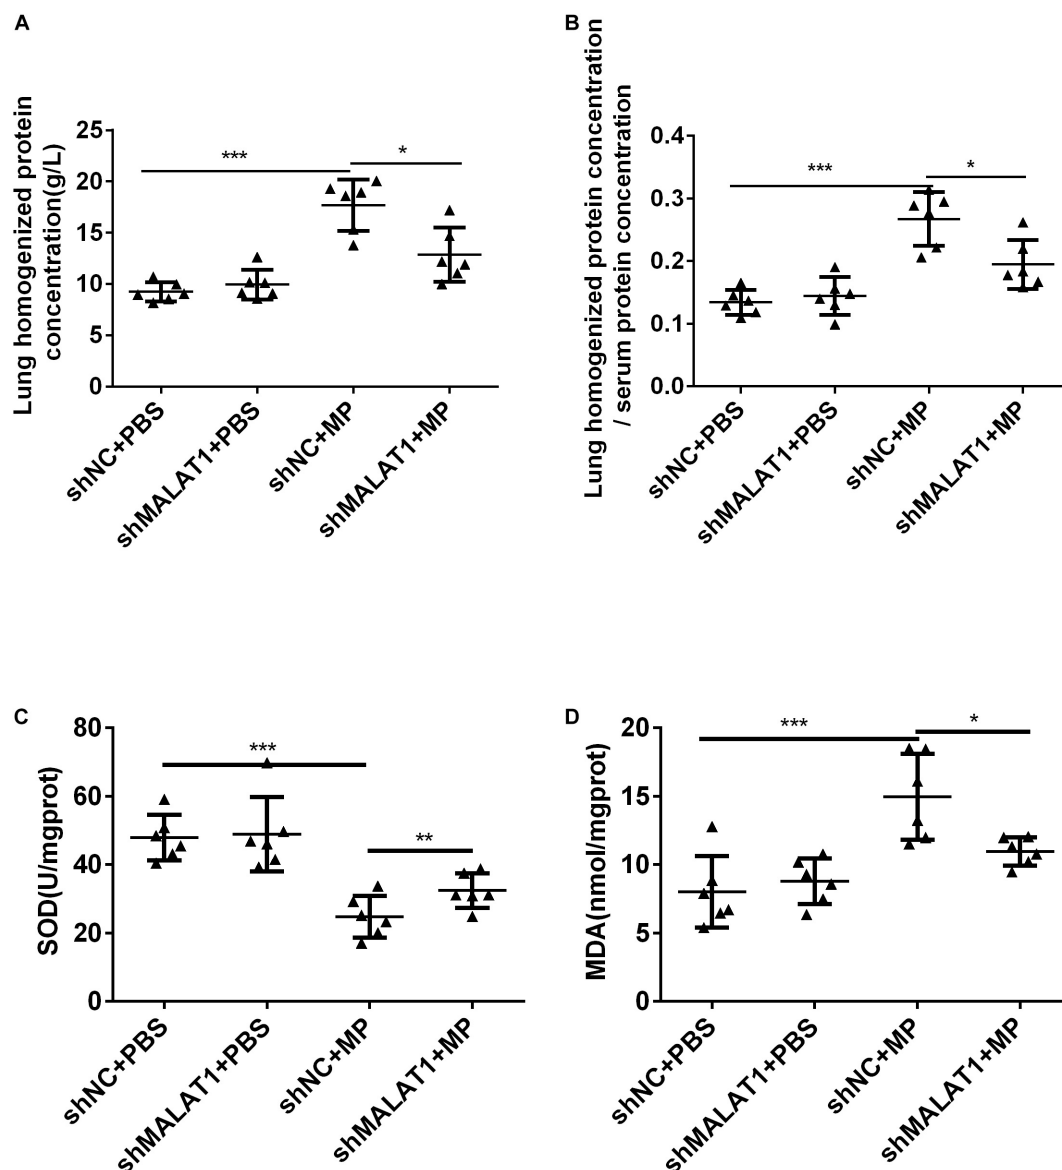 A
Lung homogenized protein
concentration(g/L)
25
20
15
10
5
0
***
*
shNC+PBS
shMALAT1+PBS
shNC+MP
shMALAT1+MP
B
Lung homogenized protein concentration
/ serum protein concentration
0.4
0.3
0.2
0.1
0.0
***
*
shNC+PBS
shMALAT1+PBS
shNC+MP
shMALAT1+MP
C
SOD(U/mgprot)
80
60
40
20
0
***
**
shNC+PBS
shMALAT1+PBS
shNC+MP
shMALAT1+MP
D
MDA(nmol/mgprot)
20
15
10
5
0
***
*
shNC+PBS
shMALAT1+PBS
shNC+MP
shMALAT1+MP